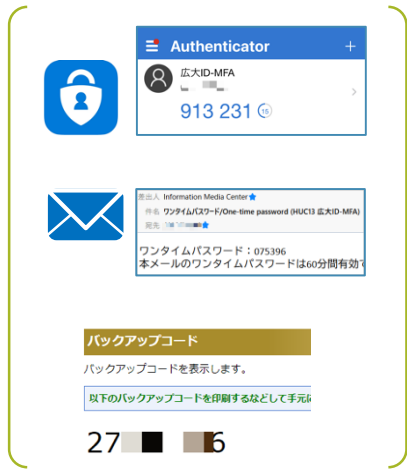 Authenticator
広大ID-MFA
913 231 15
差出人 Information Media Center
件名 ワンタイムパスワード/One-time password (HUC13 広大ID-MFA)
宛先
ワンタイムパスワード：075396
本メールのワンタイムパスワードは60分間有効で
バックアップコード
バックアップコードを表示します。
以下のバックアップコードを印刷するなどして手元に
27 6